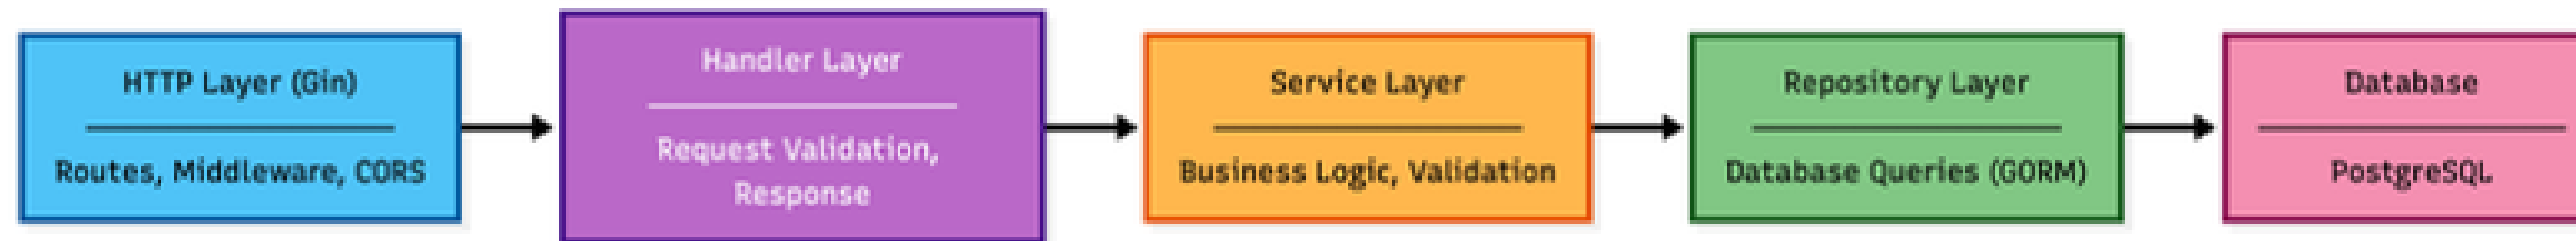 HTTP Layer (Gin)
Routes, Middleware, CORS
Handler Layer
Request Validation,
Response
Service Layer
Business Logic, Validation
Repository Layer
Database Queries (GORM)
Database
PostgreSQL